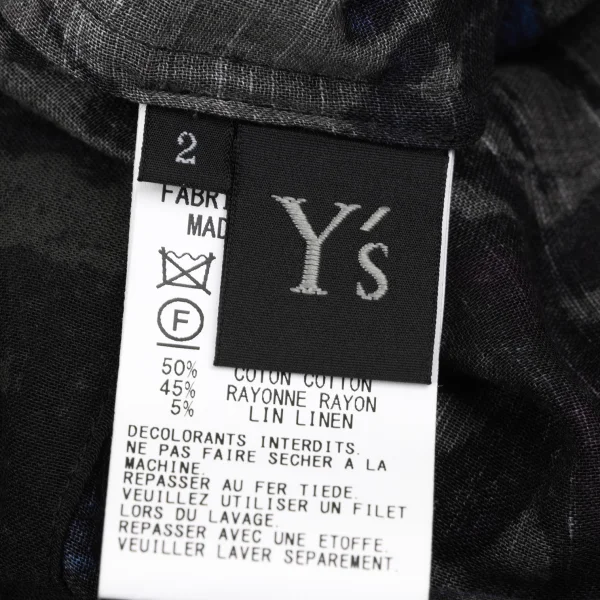 2
Y's
FABRI
MAD
F
50% COTON COTTON
45% RAYONNE RAYON
5% LIN LINEN
DECOLORANTS INTERDITS.
NE PAS FAIRE SECHER A LA
MACHINE.
REPASSER AU FER TIEDE.
VEUILLEZ UTILISER UN FILET
LORS DU LAVAGE.
REPASSER AVEC UNE ETOFFE.
VEUILLER LAVER SEPAREMENT.